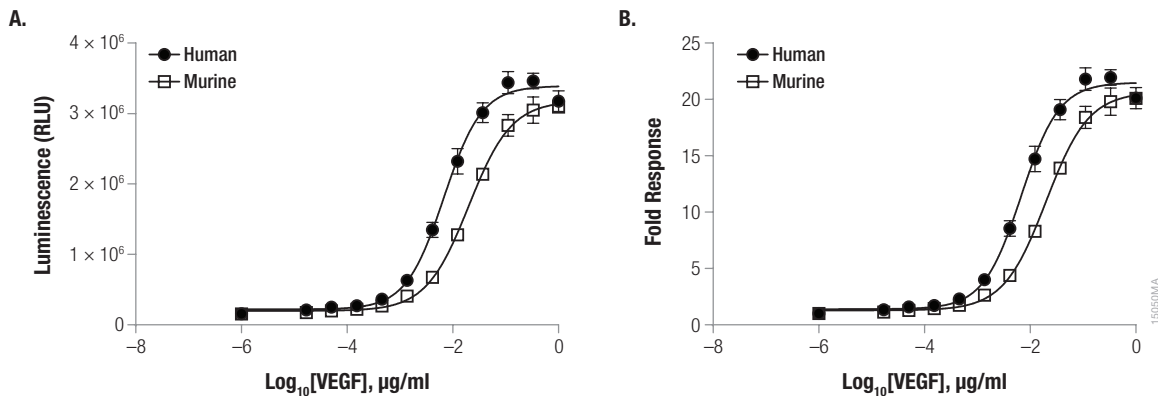 A.
4 × 10⁶
3 × 10⁶
2 × 10⁶
1 × 10⁶
0
Luminescence (RLU)
Human
Murine
−8
−6
−4
−2
0
Log₁₀[VEGF], µg/ml
B.
25
20
15
10
5
0
Fold Response
Human
Murine
−8
−6
−4
−2
0
Log₁₀[VEGF], µg/ml
15050MA